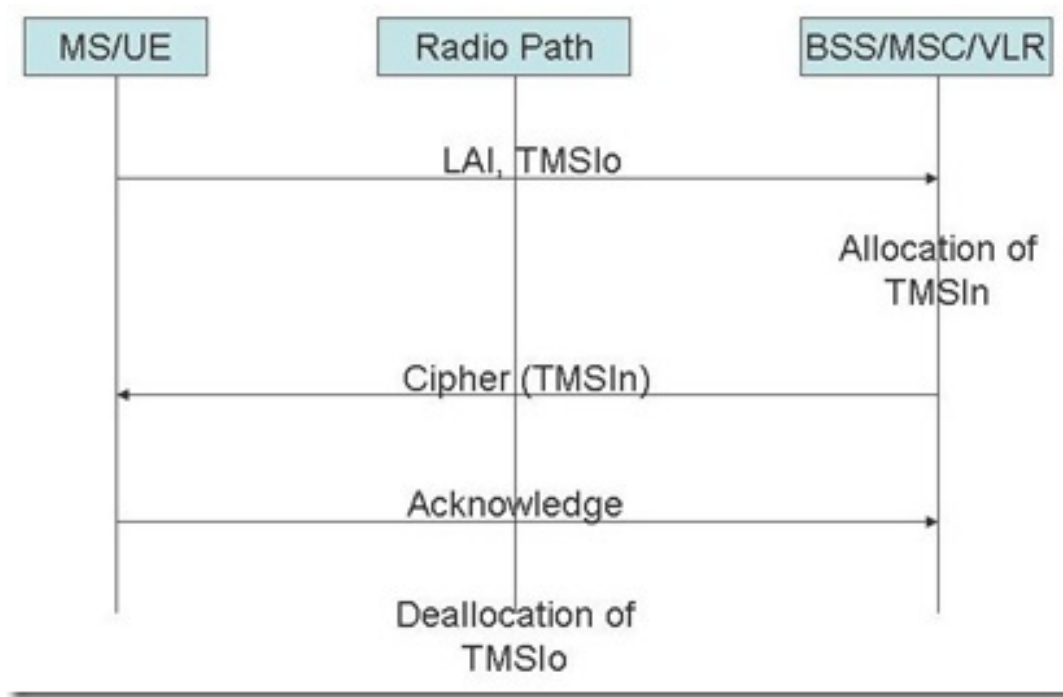 MS/UE
Radio Path
BSS/MSC/VLR
LAI, TMSIo
Allocation of
TMSIn
Cipher (TMSIn)
Acknowledge
Deallocation of
TMSIo